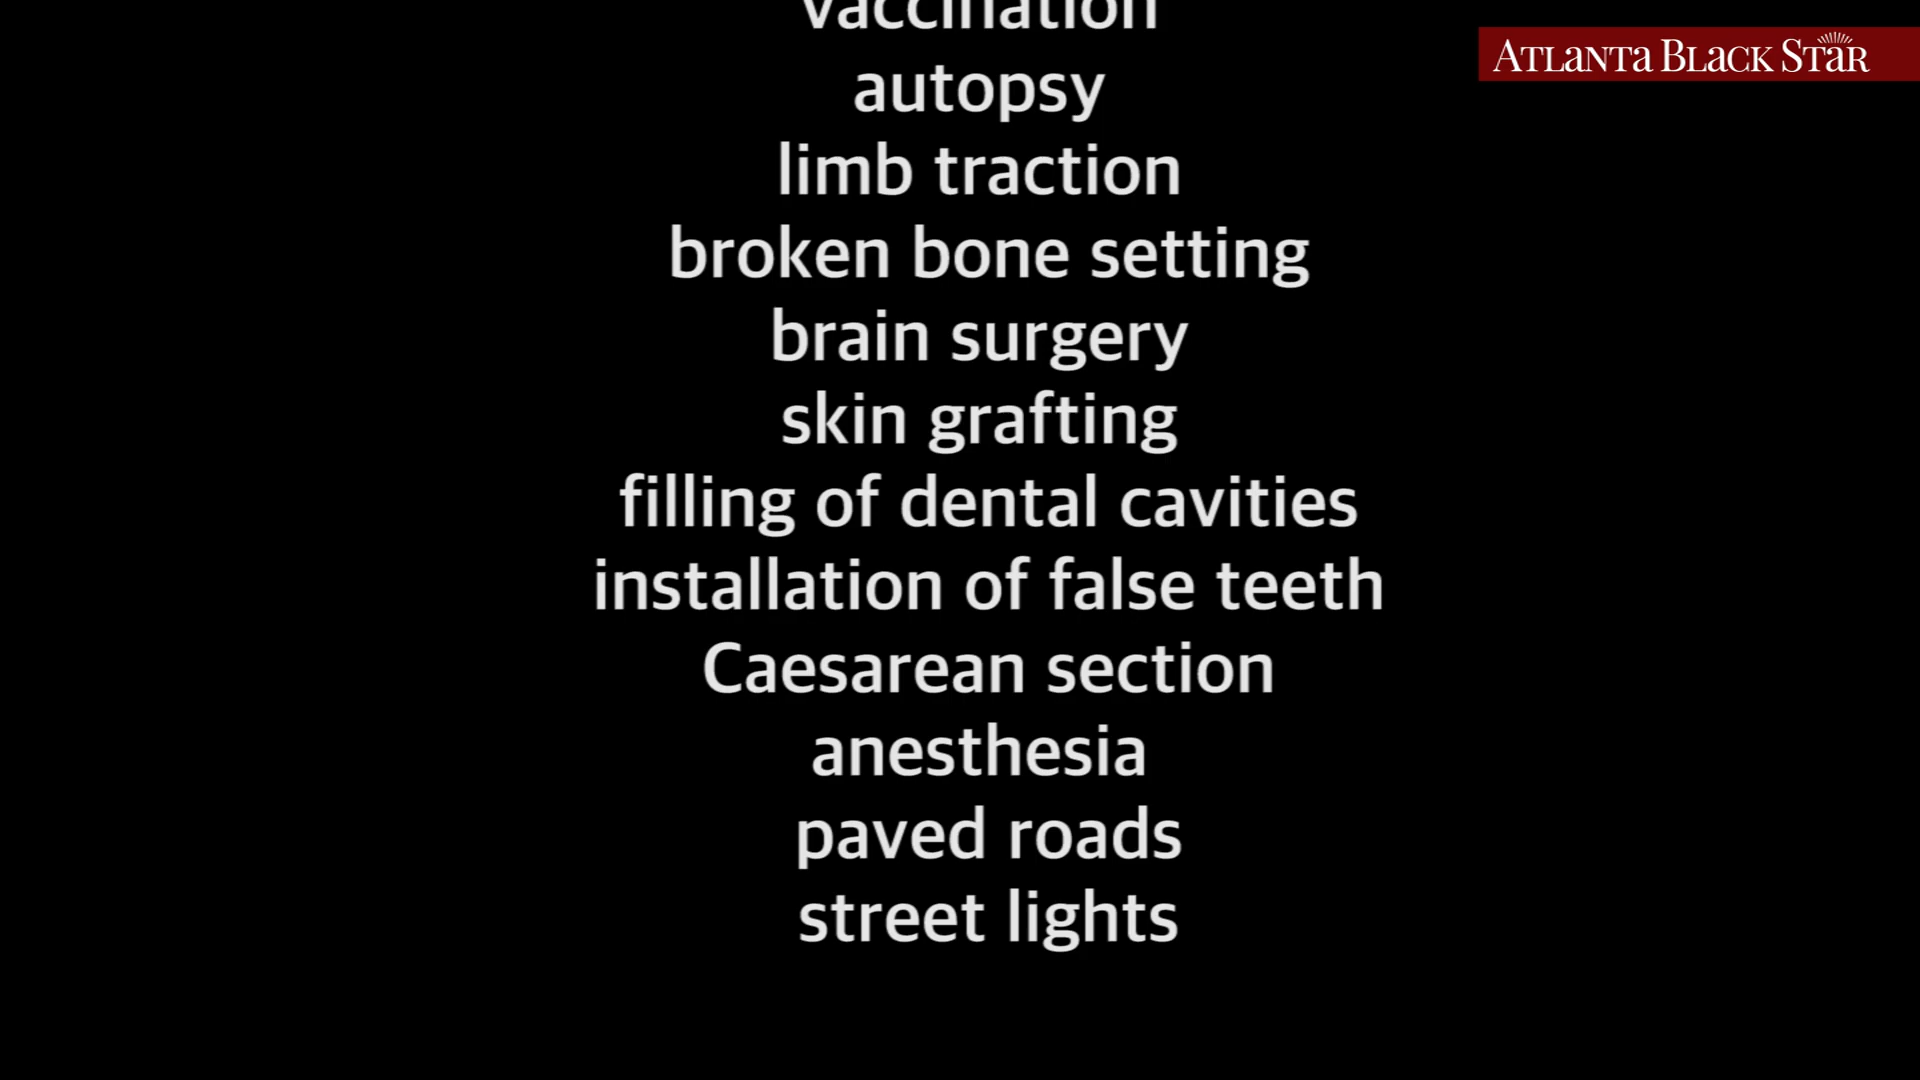 vaccination
ATLANTA BLACK STAR
autopsy
limb traction
broken bone setting
brain surgery
skin grafting
filling of dental cavities
installation of false teeth
Caesarean section
anesthesia
paved roads
street lights